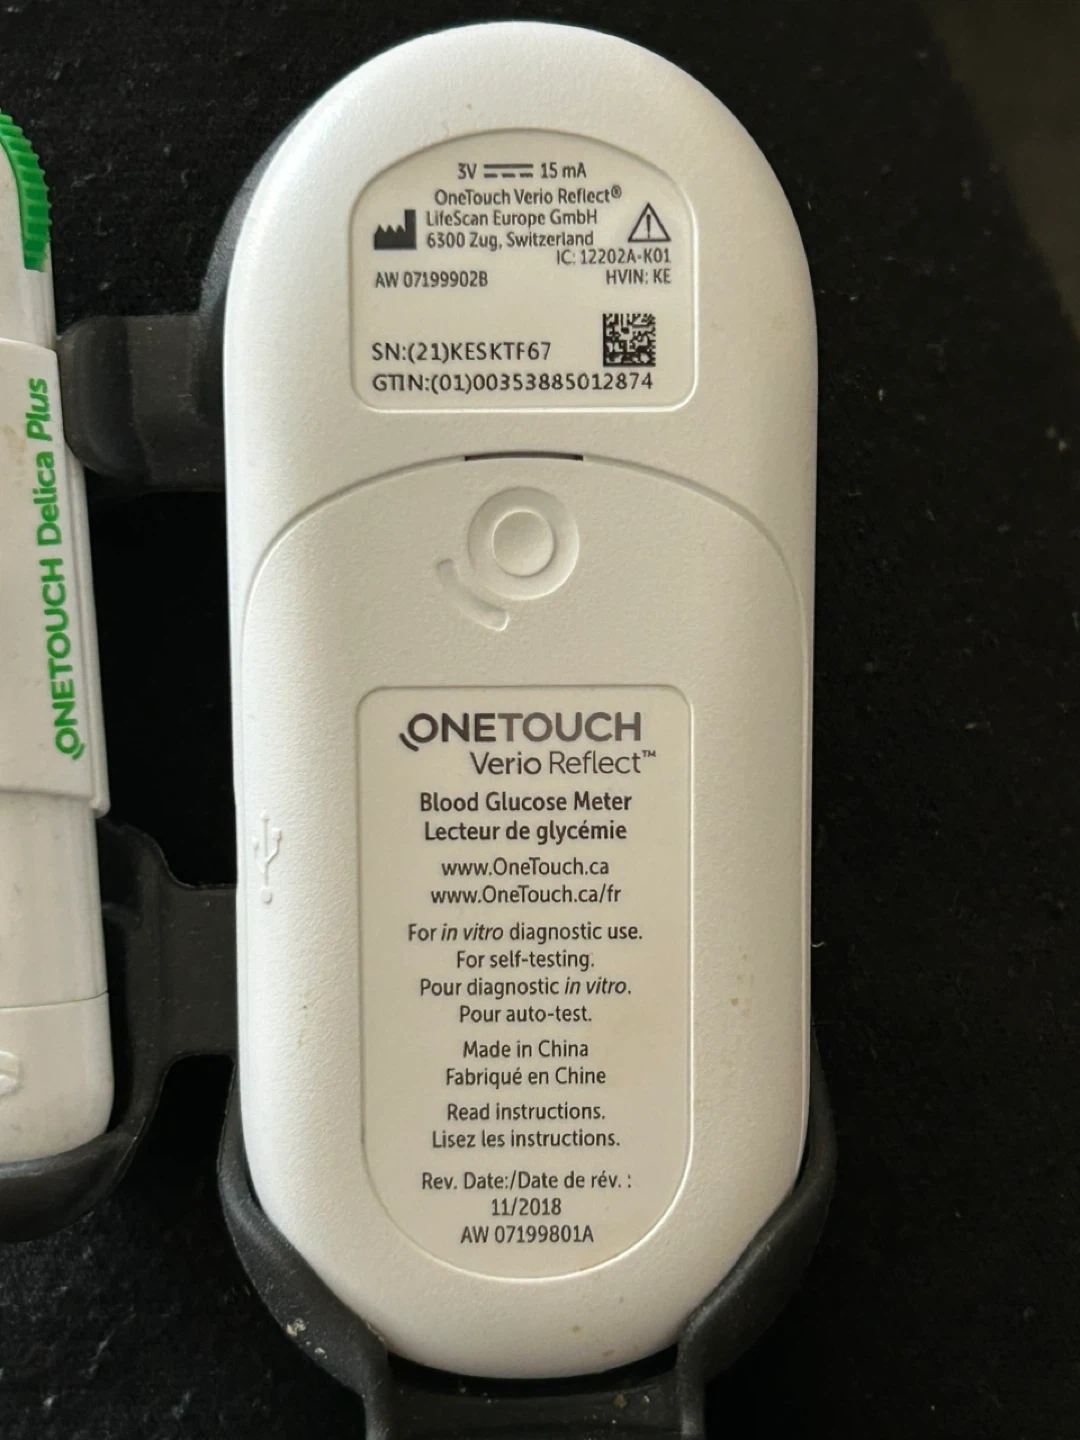 3V 15 mA
OneTouch Verio Reflect®
LifeScan Europe GmbH
6300 Zug, Switzerland
IC: 12202A-K01
AW 07199902B HVIN: KE
SN:(21)KESKTF67
GTIN:(01)00353885012874
ONETOUCH
Verio Reflect™
Blood Glucose Meter
Lecteur de glycémie
www.OneTouch.ca
www.OneTouch.ca/fr
For in vitro diagnostic use.
For self-testing.
Pour diagnostic in vitro.
Pour auto-test.
Made in China
Fabriqué en Chine
Read instructions.
Lisez les instructions.
Rev. Date:/Date de rév. :
11/2018
AW 07199801A
ONETOUCH Delica Plus